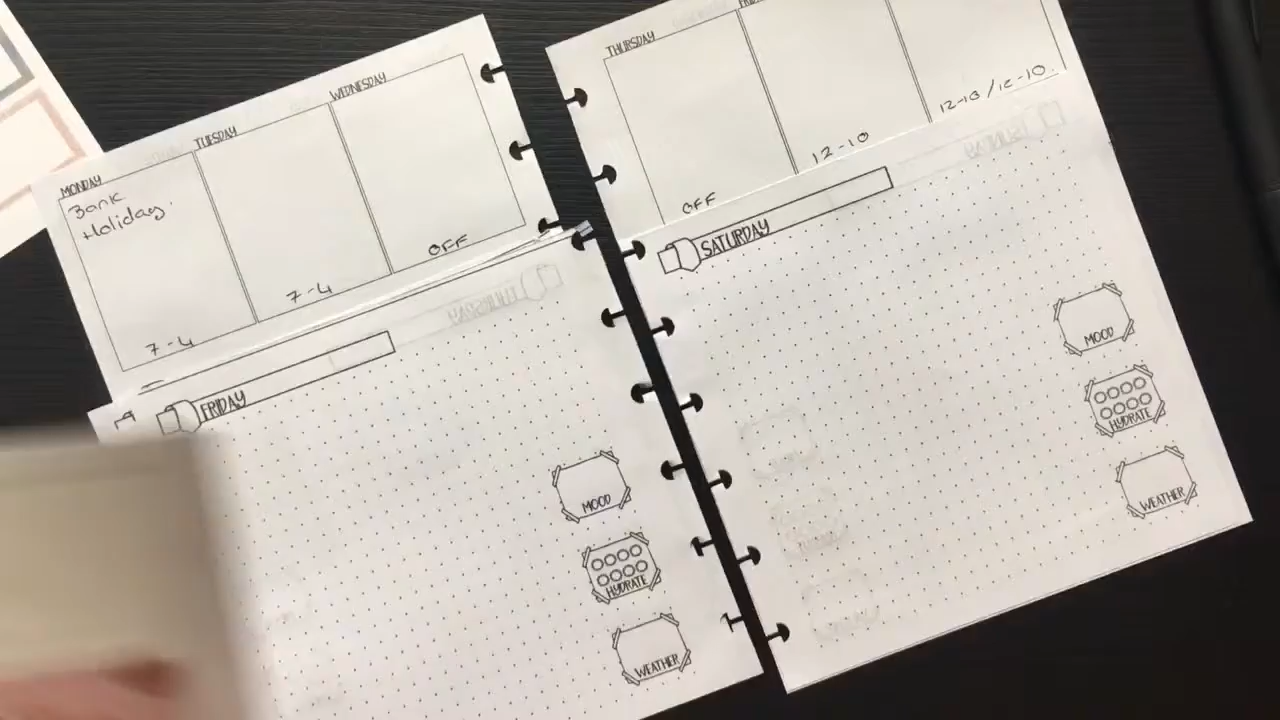 MONDAY
Bank
Holiday.
7-4
TUESDAY
7-4
WEDNESDAY
OFF
THURSDAY
OFF
12-10
12-10 / 12-10.
FRIDAY
MOOD
HYDRATE
WEATHER
SATURDAY
MOOD
HYDRATE
WEATHER